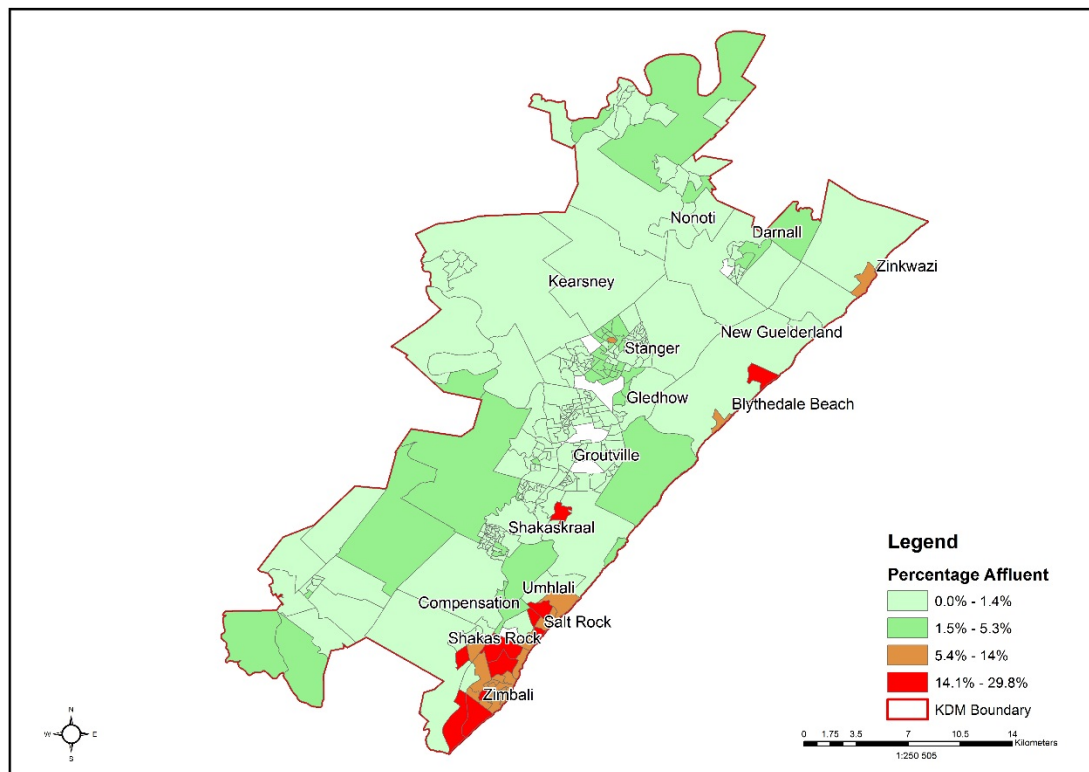 Nonoti
Darnall
Zinkwazi
Kearsney
New Guelderland
Stanger
Gledhow
Blythedale Beach
Groutville
Shakaskraal
Umhlali
Compensation
Salt Rock
Shakas Rock
Zimbali
Legend
Percentage Affluent
0.0% - 1.4%
1.5% - 5.3%
5.4% - 14%
14.1% - 29.8%
KDM Boundary
N
W E
S
0 1.75 3.5 7 10.5 14
Kilometers
1:250 505